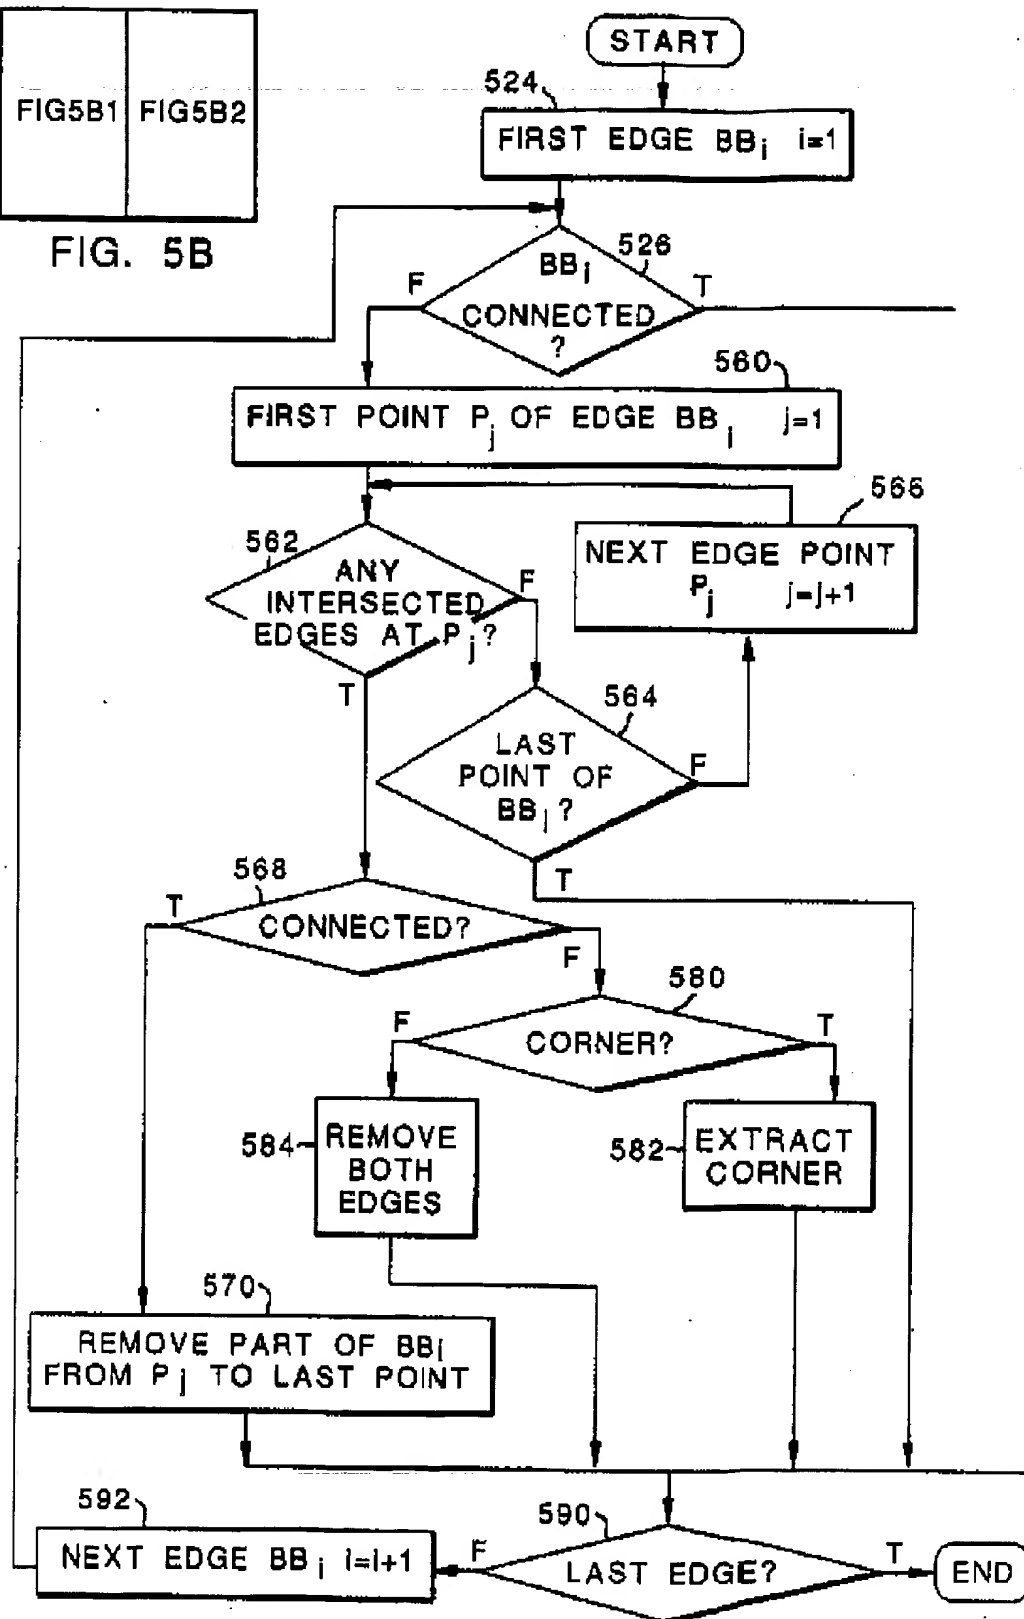 START
FIG5B1 FIG5B2
FIG. 5B
524
FIRST EDGE BBi i=1
526
BBi
CONNECTED
?
F
T
560
FIRST POINT Pj OF EDGE BBi j=1
562
ANY
INTERSECTED
EDGES AT Pj?
F
T
566
NEXT EDGE POINT
Pj j=j+1
564
LAST
POINT OF
BBi?
F
T
568
CONNECTED?
T
F
580
CORNER?
F
T
584
REMOVE
BOTH
EDGES
582
EXTRACT
CORNER
570
REMOVE PART OF BBi
FROM Pj TO LAST POINT
592
NEXT EDGE BBi i=i+1
590
LAST EDGE?
F
T
END